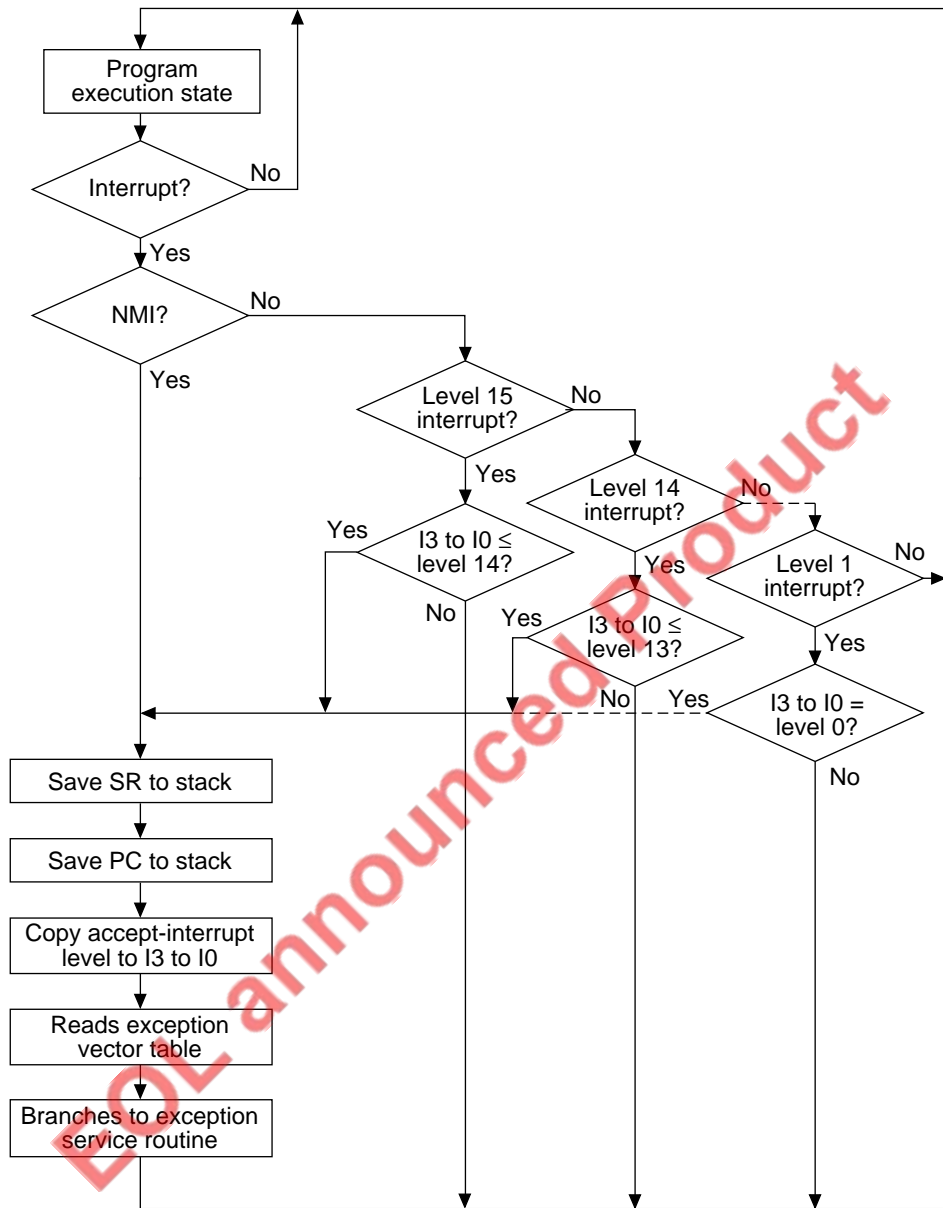 Program
execution state
Interrupt?
No
Yes
NMI?
No
Yes
Level 15
interrupt?
No
Yes
Level 14
interrupt?
No
Yes
I3 to I0 ≤
level 14?
Yes
No
Level 1
interrupt?
No
Yes
I3 to I0 ≤
level 13?
Yes
No
I3 to I0 =
level 0?
Yes
No
Save SR to stack
Save PC to stack
Copy accept-interrupt
level to I3 to I0
Reads exception
vector table
Branches to exception
service routine
EOL announced Product